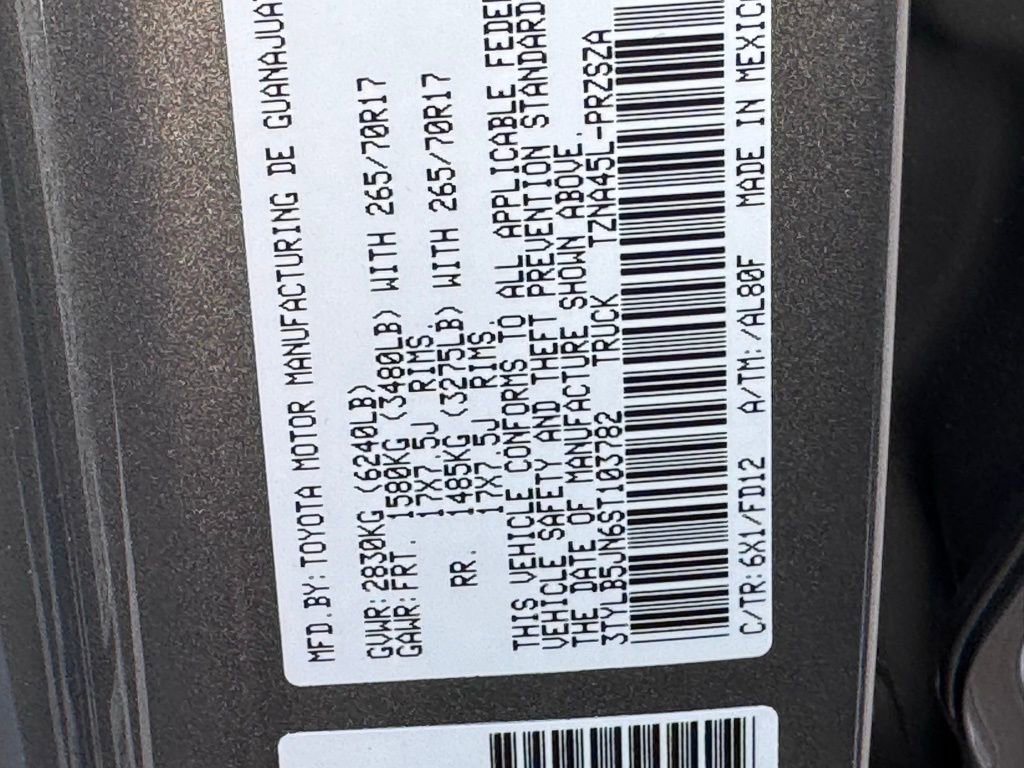 MFD.BY:TOYOTA MOTOR MANUFACTURING DE
GVWR:2830KG (6240LB)
GAWR:FRT. 1580KG (3480LB) WITH 265/70R17
17X7.5J RIMS.
RR. 1485KG (3275LB) WITH 265/70R17
17X7.5J RIMS
THIS VEHICLE CONFORMS TO ALL APPLICABLE
VEHICLE SAFETY AND THEFT PREVENTION STANDARD
THE DATE OF MANUFACTURE SHOWN ABOVE.
3TYLB5JN6ST103782 TRUCK TZNA45L-PRZSZA
C/TR:6X1/FD12 A/TM:/AL80F MADE IN